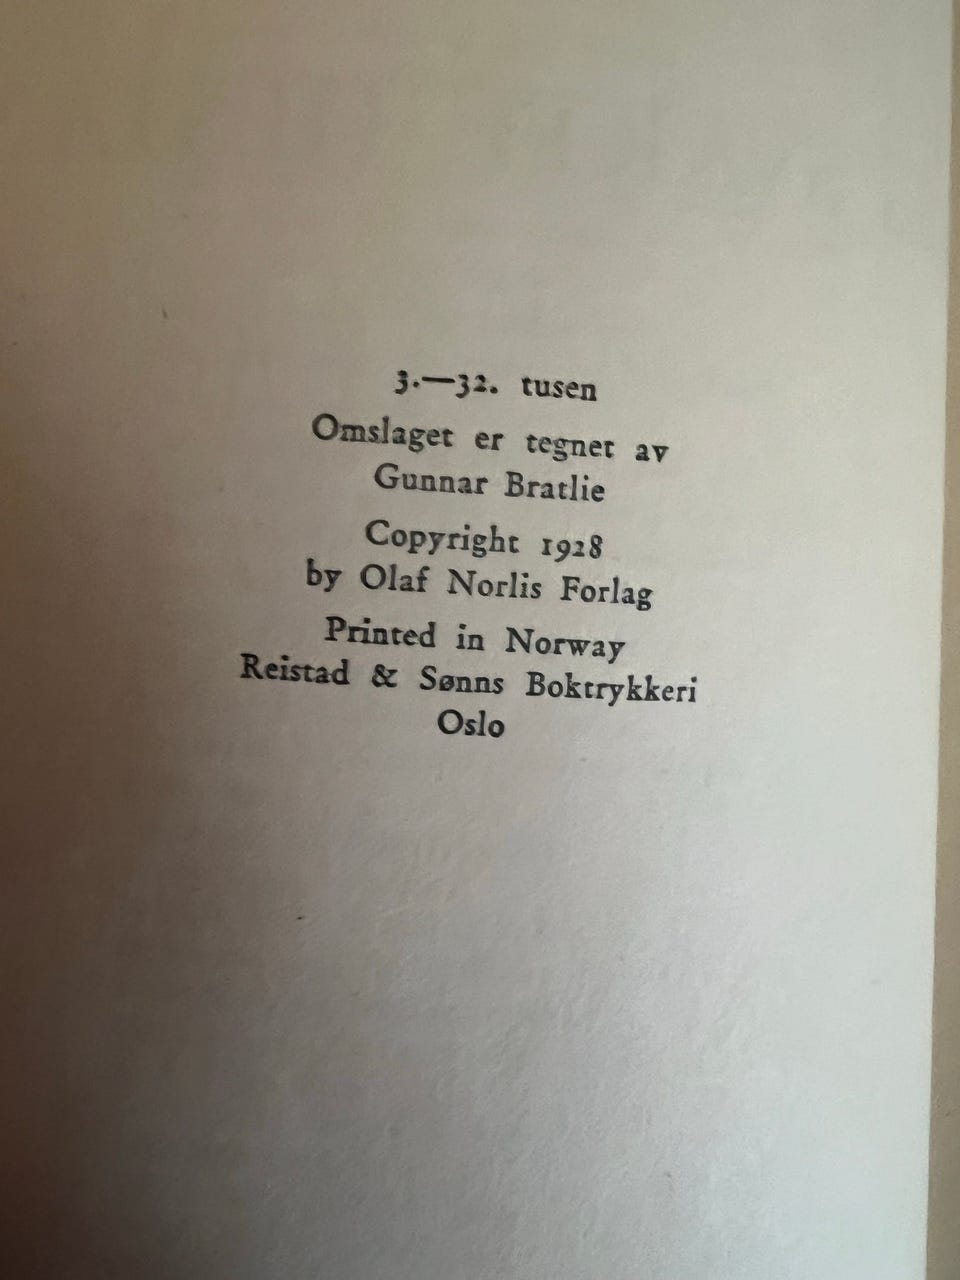 3.—32. tusen
Omslaget er tegnet av
Gunnar Bratlie
Copyright 1928
by Olaf Norlis Forlag
Printed in Norway
Reistad & Sønns Boktrykkeri
Oslo